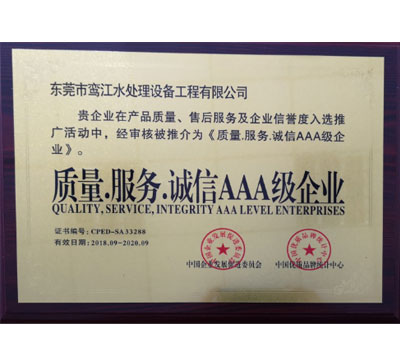 东莞市鸾江水处理设备工程有限公司
贵企业在产品质量、售后服务及企业信誉度入选推
广活动中，经审核被推介为《质量.服务.诚信AAA级企
业》。
质量.服务.诚信AAA级企业
QUALITY, SERVICE, INTEGRITY AAA LEVEL ENTERPRISES
证书编号：CPED-SA33288
有效日期：2018.09-2020.09
中国企业发展促进委员会
中国优质品牌统计中心